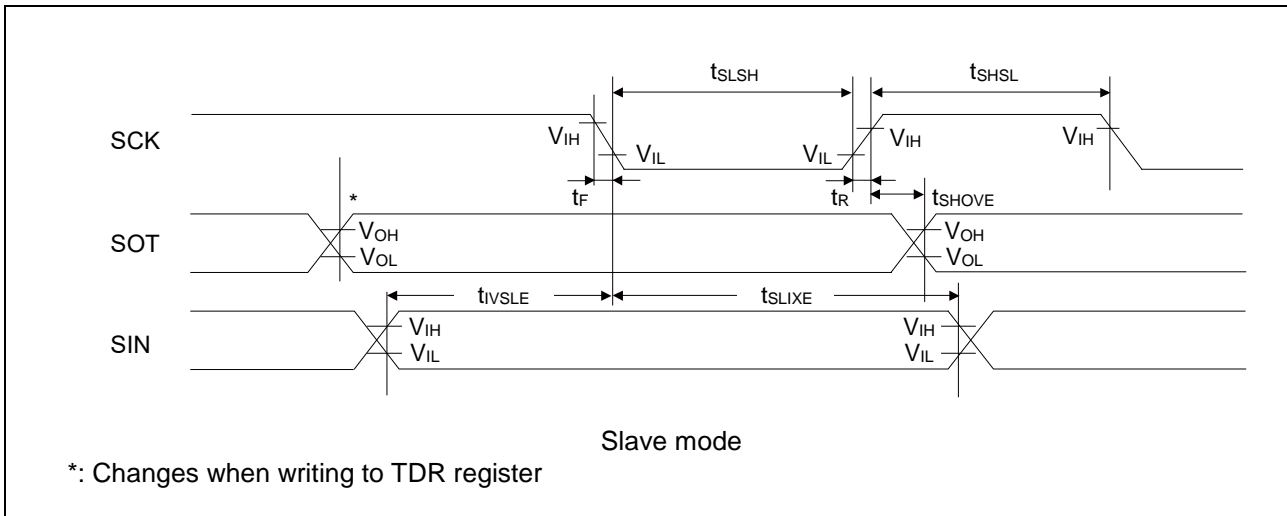 tSLSH tSHSL
SCK VIH VIL VIL VIH VIH
tF tR tSHOVE
*
SOT VOH VOH
VOL VOL
tIVSLE tSLIXE
SIN VIH VIH
VIL VIL
Slave mode
*: Changes when writing to TDR register